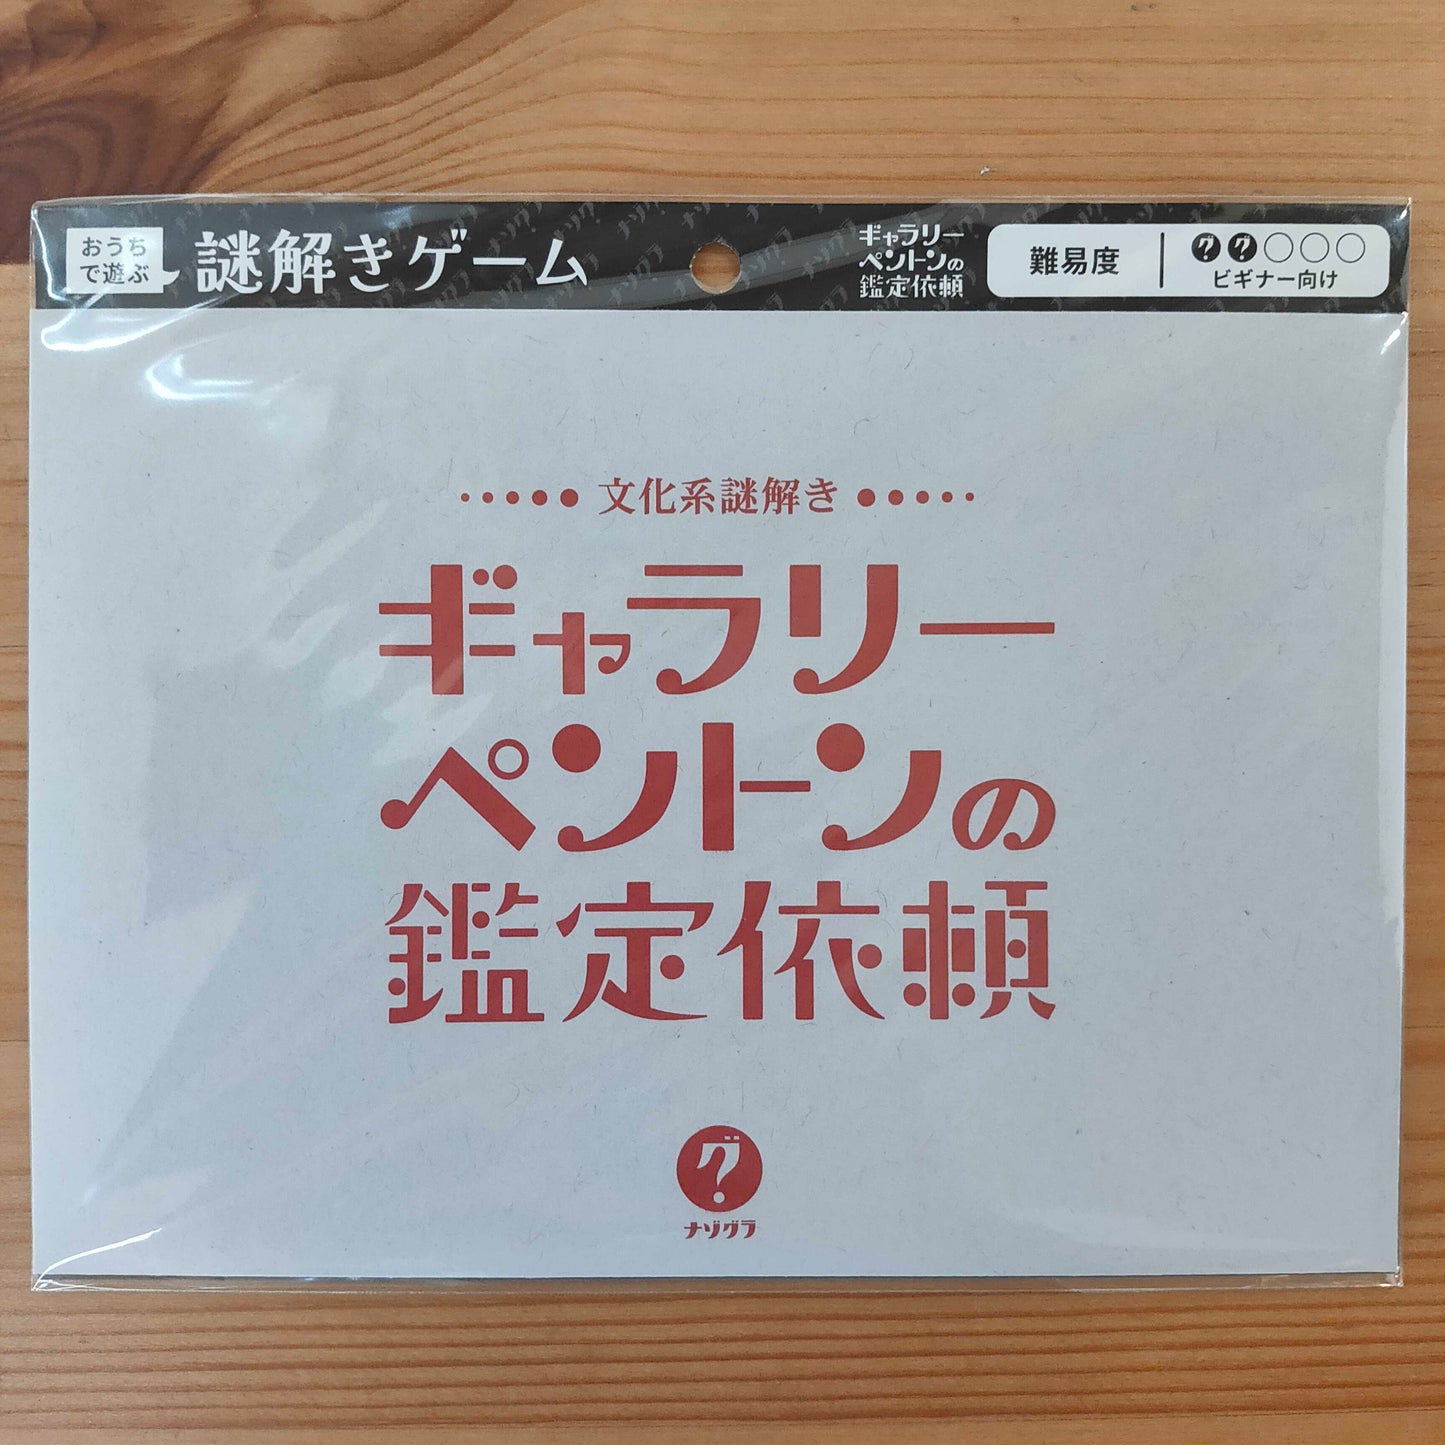 おうち
で遊ぶ
謎解きゲーム
ギャラリー
ペントンの
鑑定依頼
難易度
ビギナー向け
文化系謎解き
ギャラリー
ペントンの
鑑定依頼
グ?
ナゾグラ